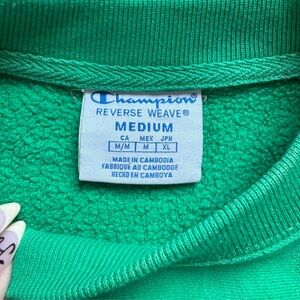 Champion®
REVERSE WEAVE®
MEDIUM
CA MEX JPN
M/M M XL
MADE IN CAMBODIA
FABRIQUÉ AU CAMBODGE
HECHO EN CAMBOYA